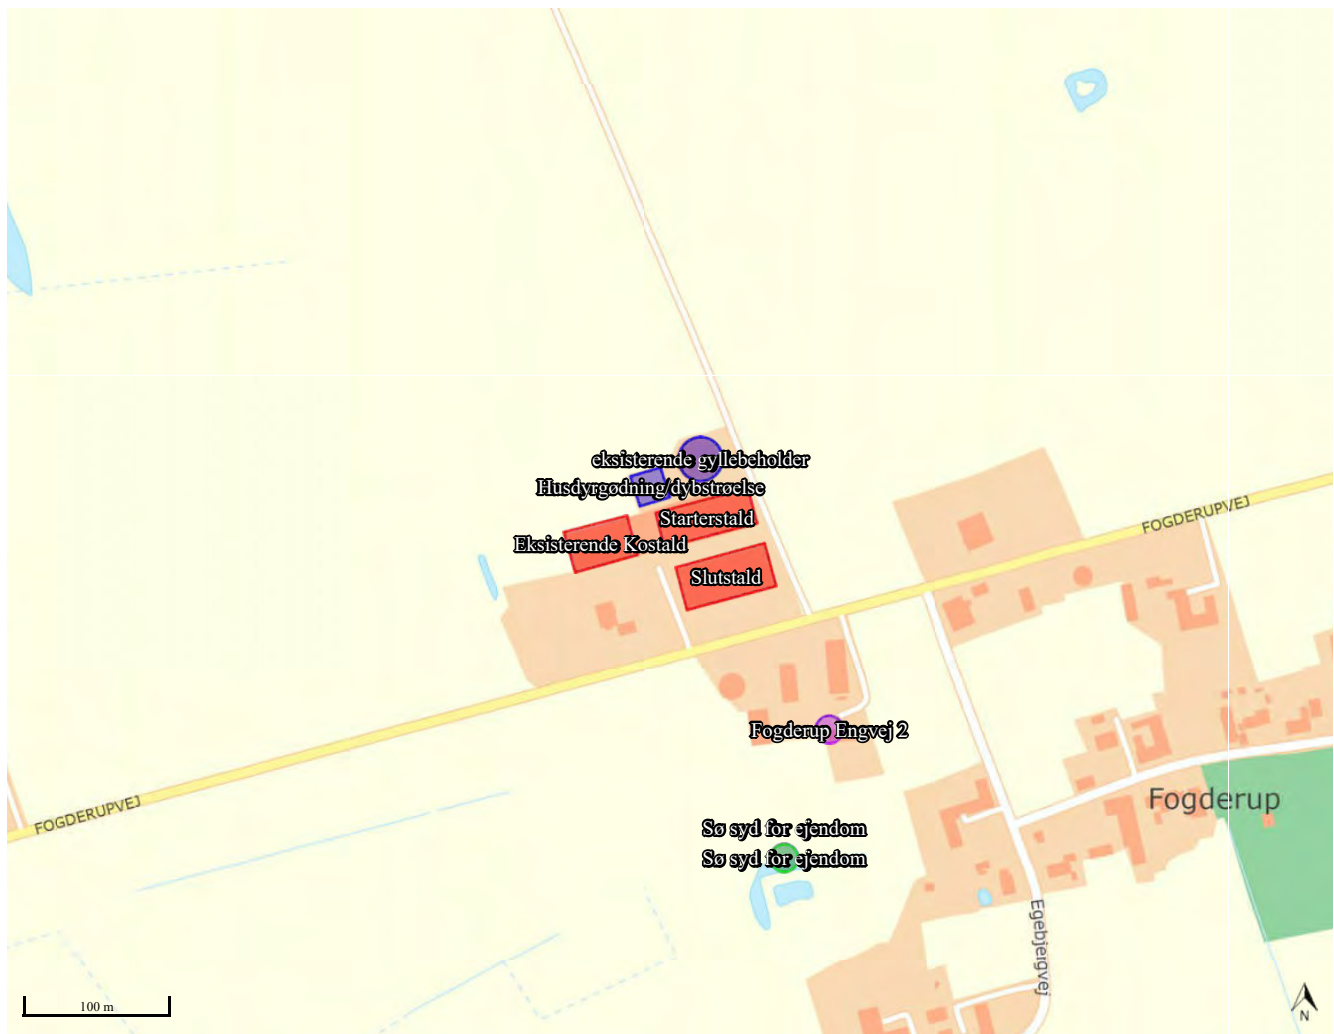 eksisterende gyllebeholder
Husdyrgødning/dybstrøelse
Starterstald
Eksisterende Kostald
Slutstald
FOGDERUPVEJ
Fogderup Engvej 2
Fogderup
FOGDERUPVEJ
Sø syd for ejendom
Sø syd for ejendom
Egebjergvej
100 m
N